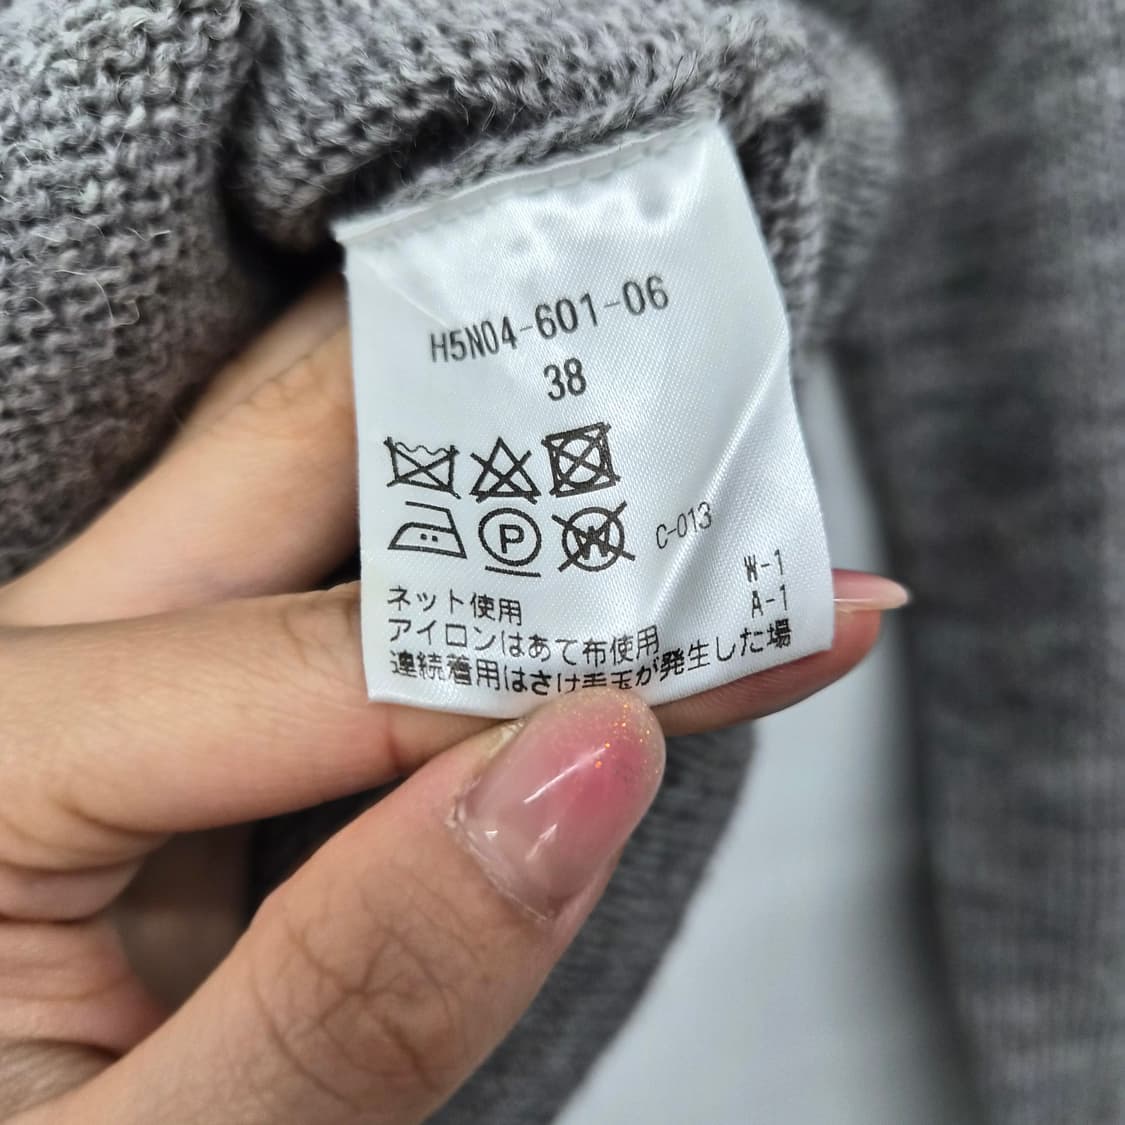 H5N04-601-06
38
P W C-013
W-1
A-1
ネット使用
アイロンはあて布使用
連続着用はさけ毛玉が発生した場